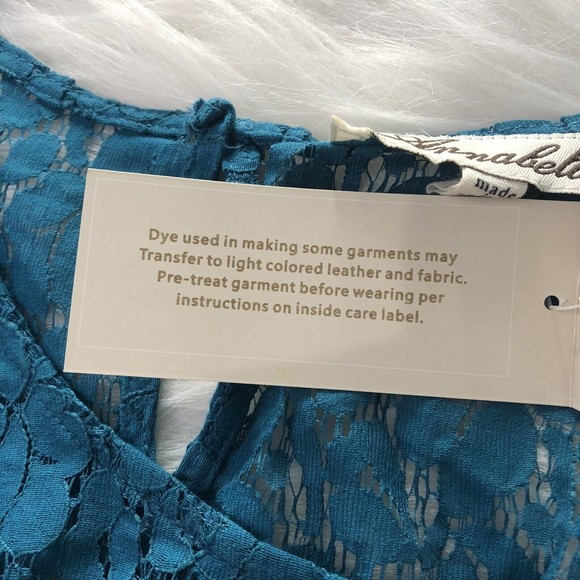 made
Dye used in making some garments may
Transfer to light colored leather and fabric.
Pre-treat garment before wearing per
instructions on inside care label.